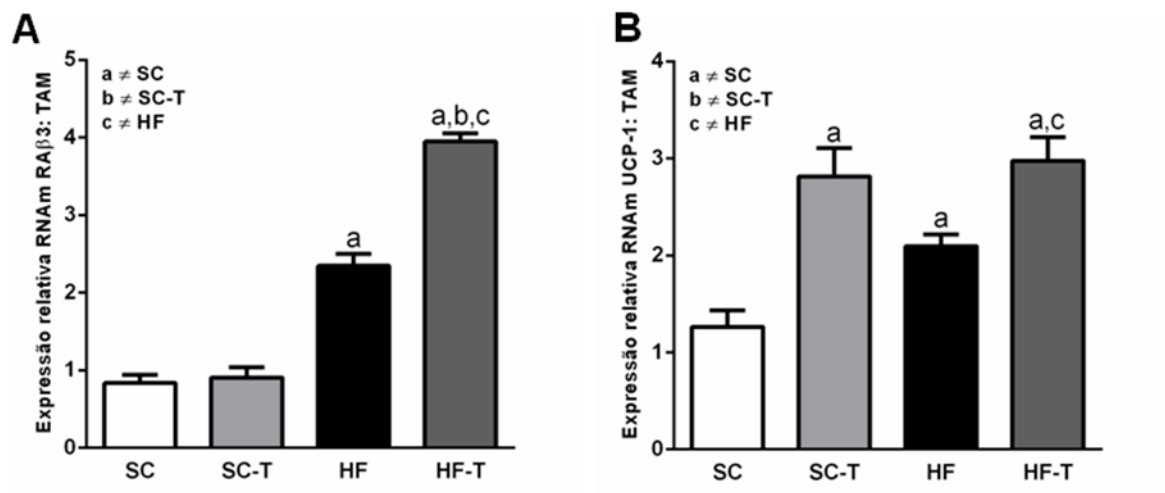 A
Expressão relativa RNAm RAβ3: TAM
5
4
3
2
1
0
a ≠ SC
b ≠ SC-T
c ≠ HF
a
a,b,c
SC SC-T HF HF-T
B
Expressão relativa RNAm UCP-1: TAM
4
3
2
1
0
a ≠ SC
b ≠ SC-T
c ≠ HF
a
a
a,c
SC SC-T HF HF-T